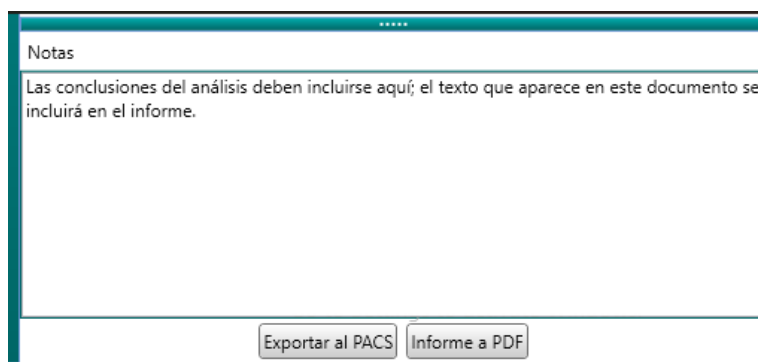 Notas
Las conclusiones del análisis deben incluirse aquí; el texto que aparece en este documento se
incluirá en el informe.
Exportar al PACS Informe a PDF